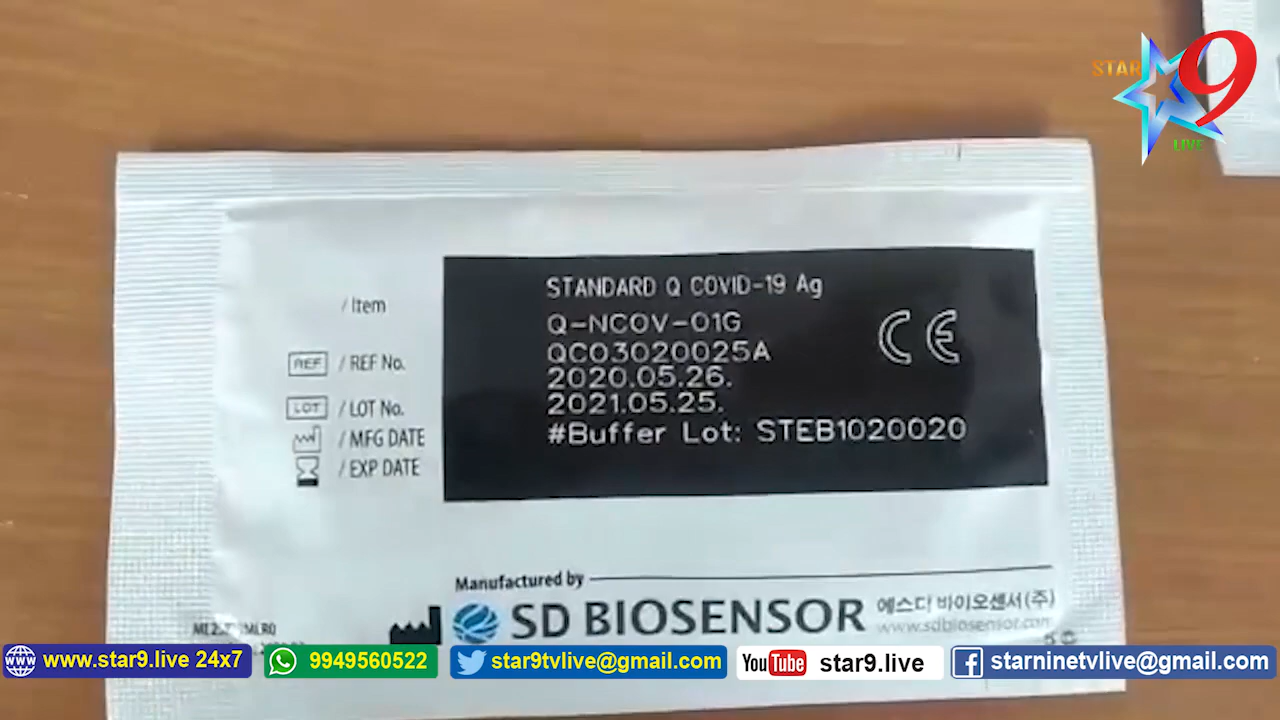 STAR 9
LIVE
/ Item
REF / REF No.
LOT / LOT No.
/ MFG DATE
/ EXP DATE
STANDARD Q COVID-19 Ag
Q-NCOV-01G
QC03020025A
2020.05.26.
2021.05.25.
#Buffer Lot: STEB1020020
CE
Manufactured by
SD BIOSENSOR 에스디 바이오센서(주)
www.sdbiosensor.com
www.star9.live 24x7
9949560522
star9tvlive@gmail.com
YouTube star9.live
starninetvlive@gmail.com